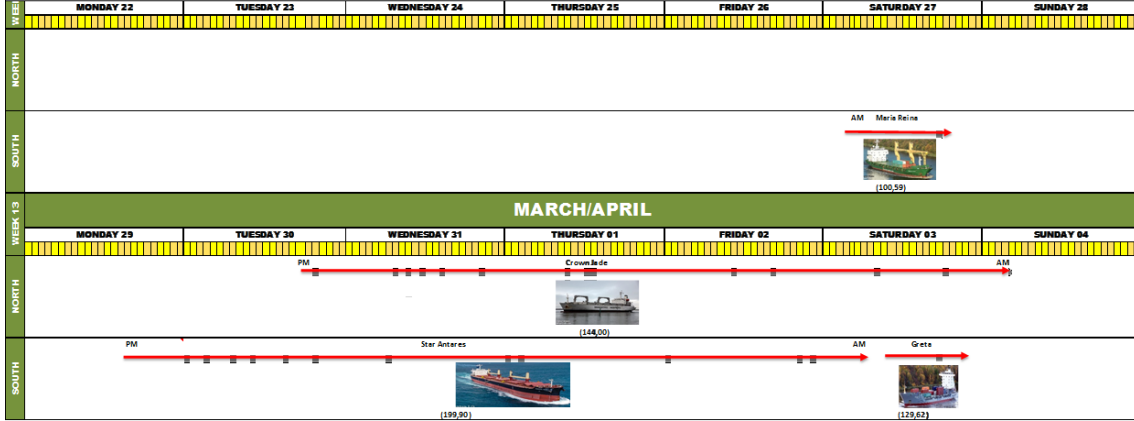 MONDAY 22 TUESDAY 23 WEDNESDAY 24 THURSDAY 25 FRIDAY 26 SATURDAY 27 SUNDAY 28
NORTH
SOUTH
AM Maria Reina
(100,59)
WEEK 13
MARCH/APRIL
MONDAY 29 TUESDAY 30 WEDNESDAY 31 THURSDAY 01 FRIDAY 02 SATURDAY 03 SUNDAY 04
NORTH
PM Crown Jade AM
(144,00)
SOUTH
PM Star Antares AM Greta
(199,90) (129,62)